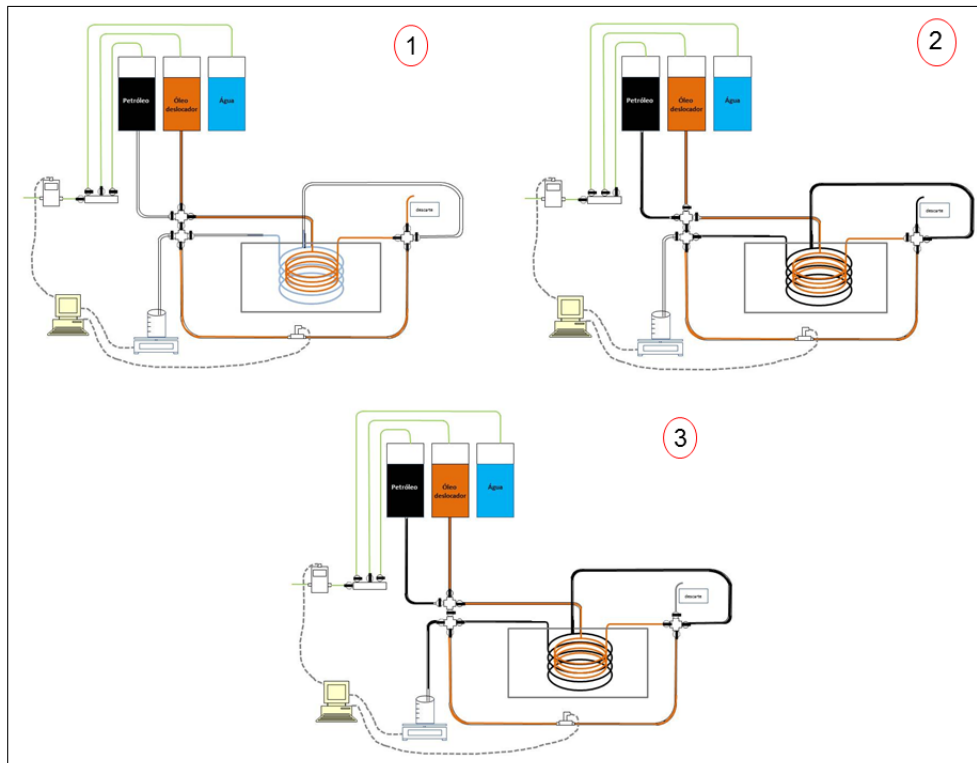 1
Petróleo
Óleo
deslocador
Água
descarte
2
Petróleo
Óleo
deslocador
Água
descarte
3
Petróleo
Óleo
deslocador
Água
descarte